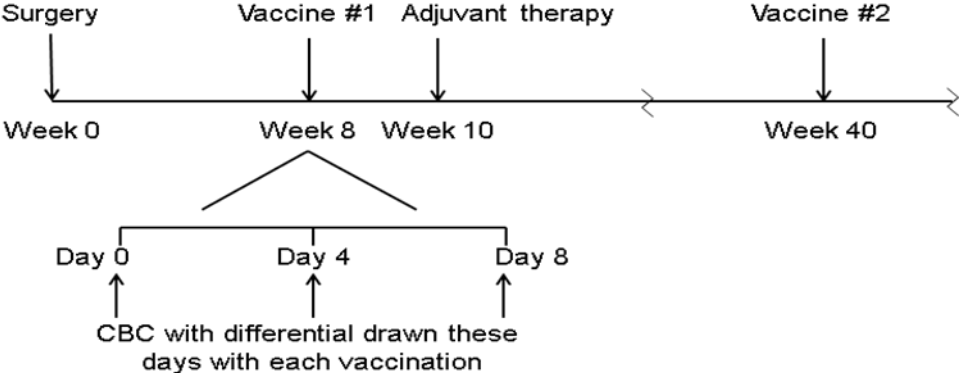 Surgery Vaccine #1 Adjuvant therapy Vaccine #2
Week 0 Week 8 Week 10 Week 40
Day 0 Day 4 Day 8
CBC with differential drawn these
days with each vaccination